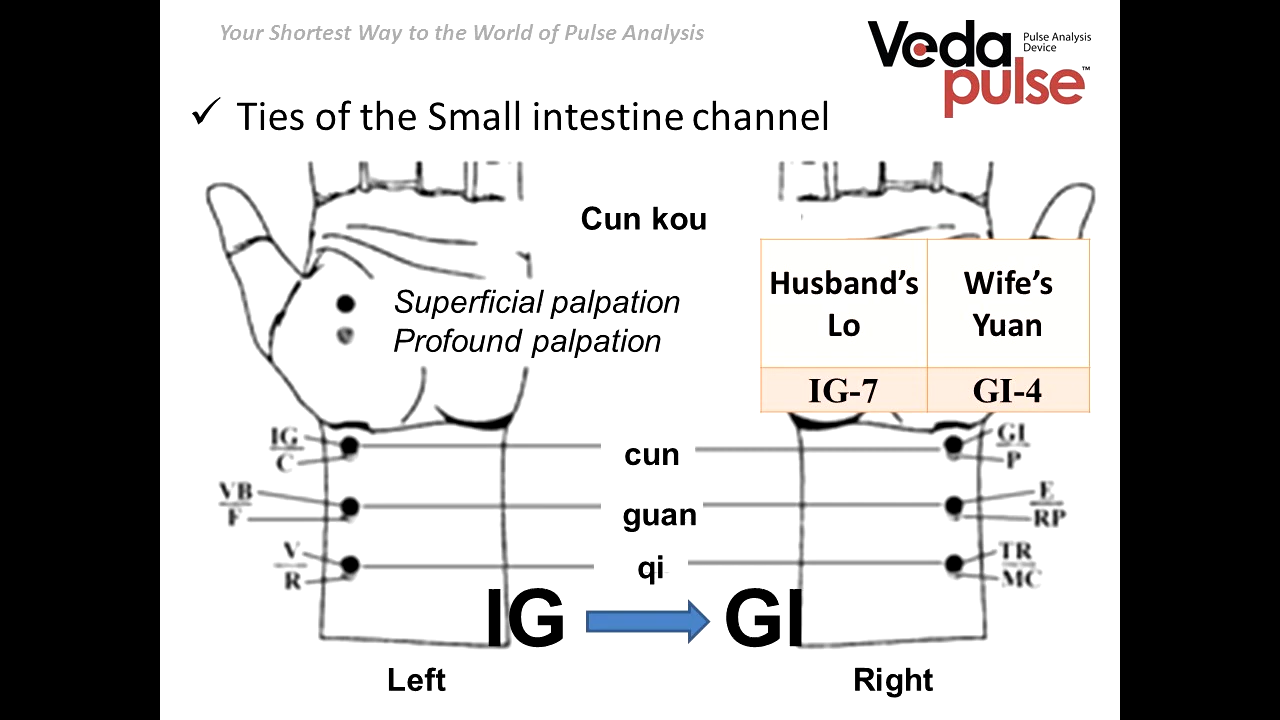 Your Shortest Way to the World of Pulse Analysis
Veda
pulse™
Pulse Analysis
Device
✓ Ties of the Small intestine channel
Cun kou
Superficial palpation
Profound palpation
Husband's
Lo
Wife's
Yuan
IG-7
GI-4
IG
C
cun
GI
P
VB
F
guan
E
RP
V
R
qi
TR
MC
IG
GI
Left
Right